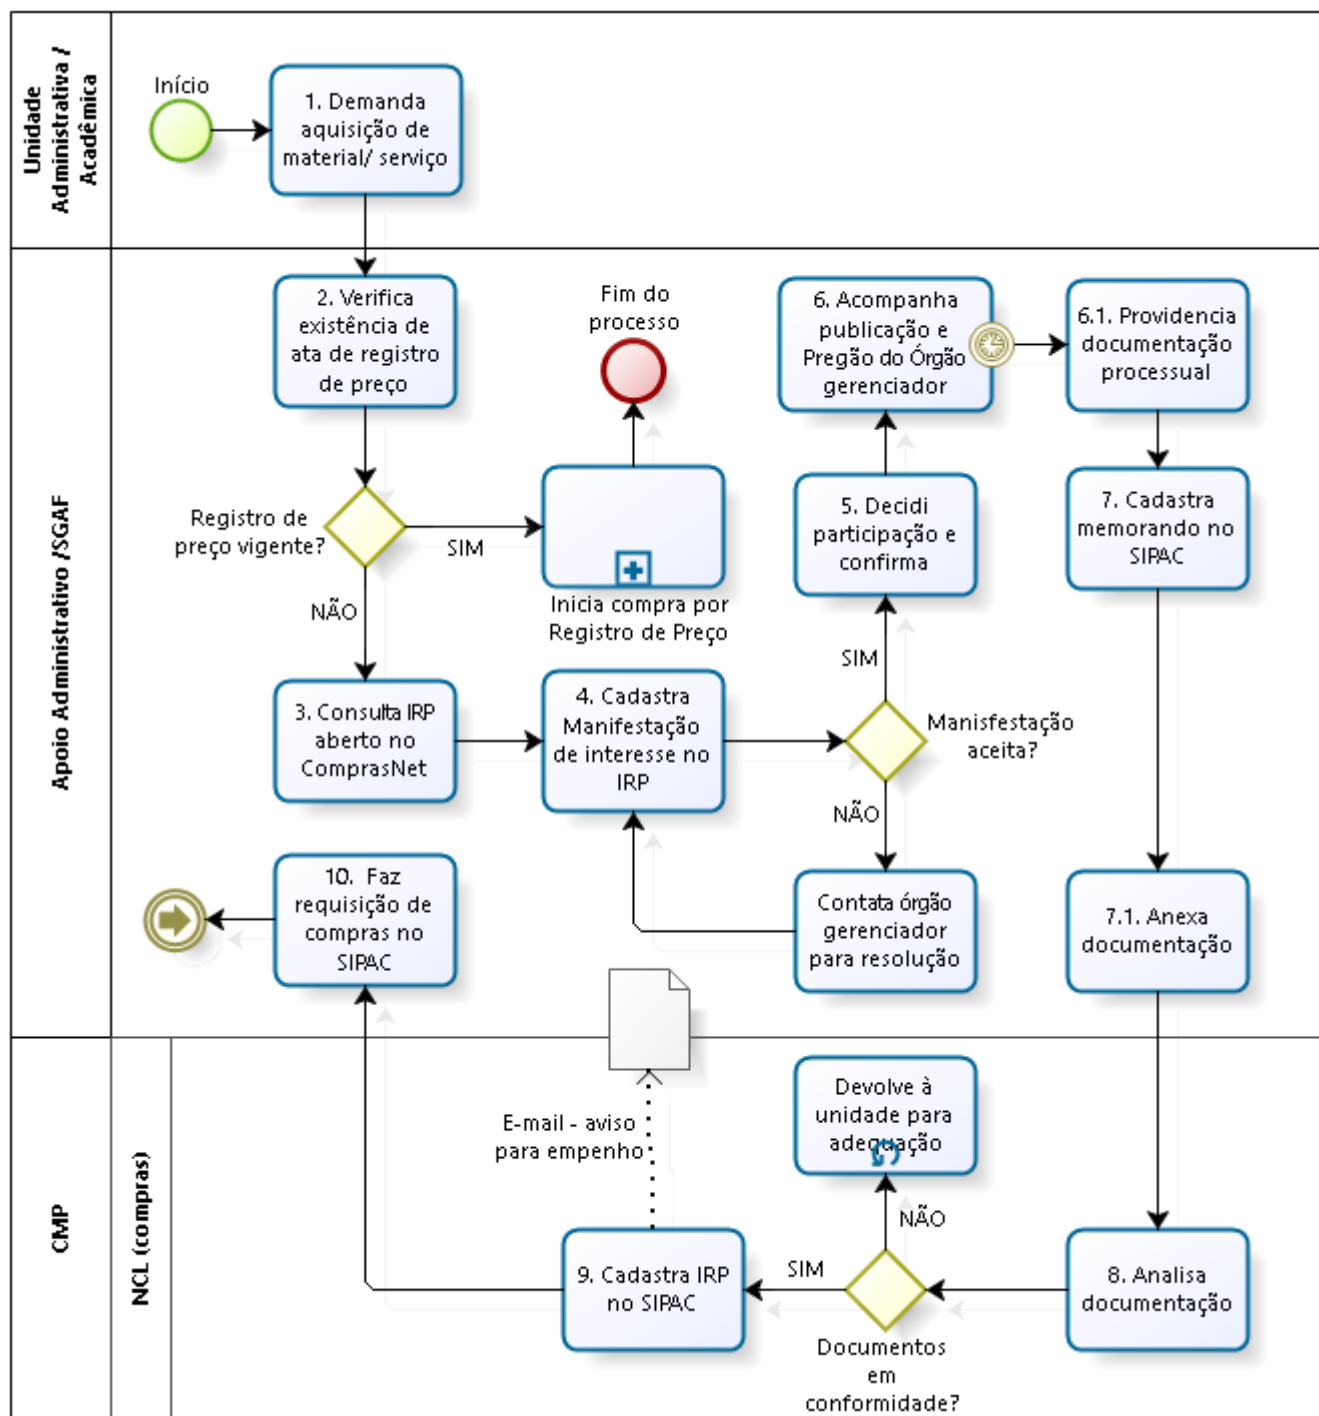 Unidade
Administrativa /
Acadêmica
Início
1. Demanda
aquisição de
material/ serviço
Apoio Administrativo /SGAF
2. Verifica
existência de
ata de registro
de preço
Fim do
processo
6. Acompanha
publicação e
Pregão do Órgão
gerenciador
6.1. Providencia
documentação
processual
Registro de
preço vigente?
SIM
NÃO
Inicia compra por
Registro de Preço
5. Decidi
participação e
confirma
7. Cadastra
memorando no
SIPAC
SIM
3. Consulta IRP
aberto no
ComprasNet
4. Cadastra
Manifestação
de interesse no
IRP
Manisfestação
aceita?
NÃO
10. Faz
requisição de
compras no
SIPAC
Contata órgão
gerenciador
para resolução
7.1. Anexa
documentação
CMP
NCL (compras)
E-mail - aviso
para empenho
Devolve à
unidade para
adequação
NÃO
9. Cadastra IRP
no SIPAC
SIM
8. Analisa
documentação
Documentos
em
conformidade?